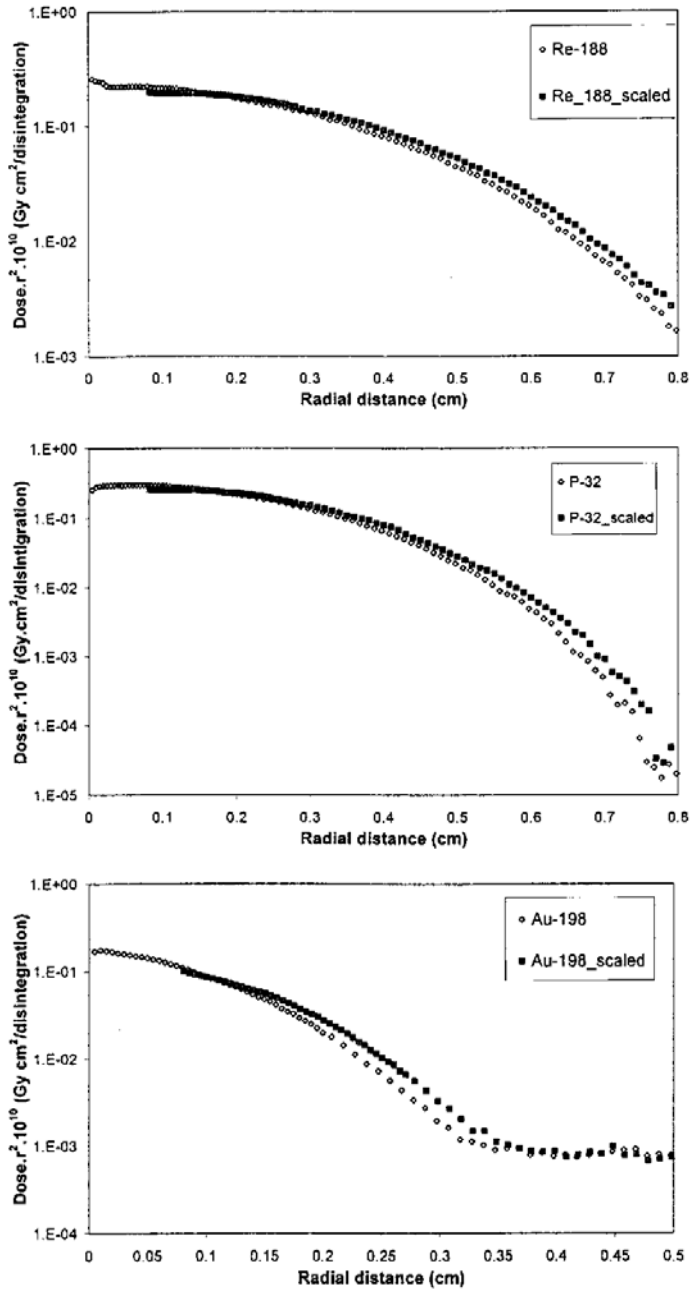 1.E+00
1.E-01
1.E-02
1.E-03
Dose.r².10¹⁰ (Gy cm²/disintegration)
Re-188
Re_188_scaled
0 0.1 0.2 0.3 0.4 0.5 0.6 0.7 0.8
Radial distance (cm)
1.E+00
1.E-01
1.E-02
1.E-03
1.E-04
1.E-05
Dose.r².10¹⁰ (Gy.cm²/disintigration)
P-32
P-32_scaled
0 0.1 0.2 0.3 0.4 0.5 0.6 0.7 0.8
Radial distance (cm)
1.E+00
1.E-01
1.E-02
1.E-03
1.E-04
Dose.r².10¹⁰ (Gy cm²/disintegration)
Au-198
Au-198_scaled
0 0.05 0.1 0.15 0.2 0.25 0.3 0.35 0.4 0.45 0.5
Radial distance (cm)